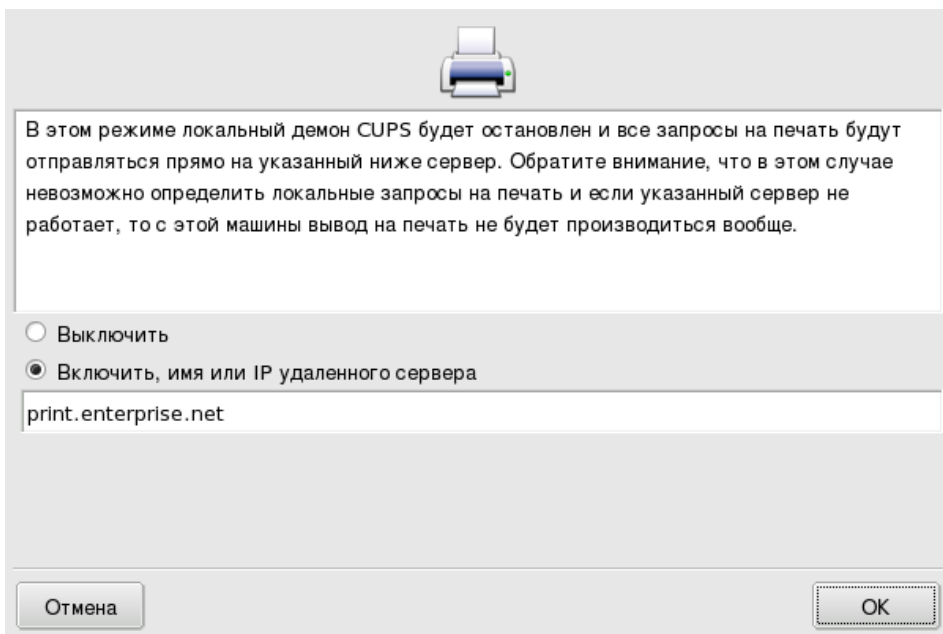 В этом режиме локальный демон CUPS будет остановлен и все запросы на печать будут
отправляться прямо на указанный ниже сервер. Обратите внимание, что в этом случае
невозможно определить локальные запросы на печать и если указанный сервер не
работает, то с этой машины вывод на печать не будет производиться вообще.
Выключить
Включить, имя или IP удаленного сервера
print.enterprise.net
Отмена
OK